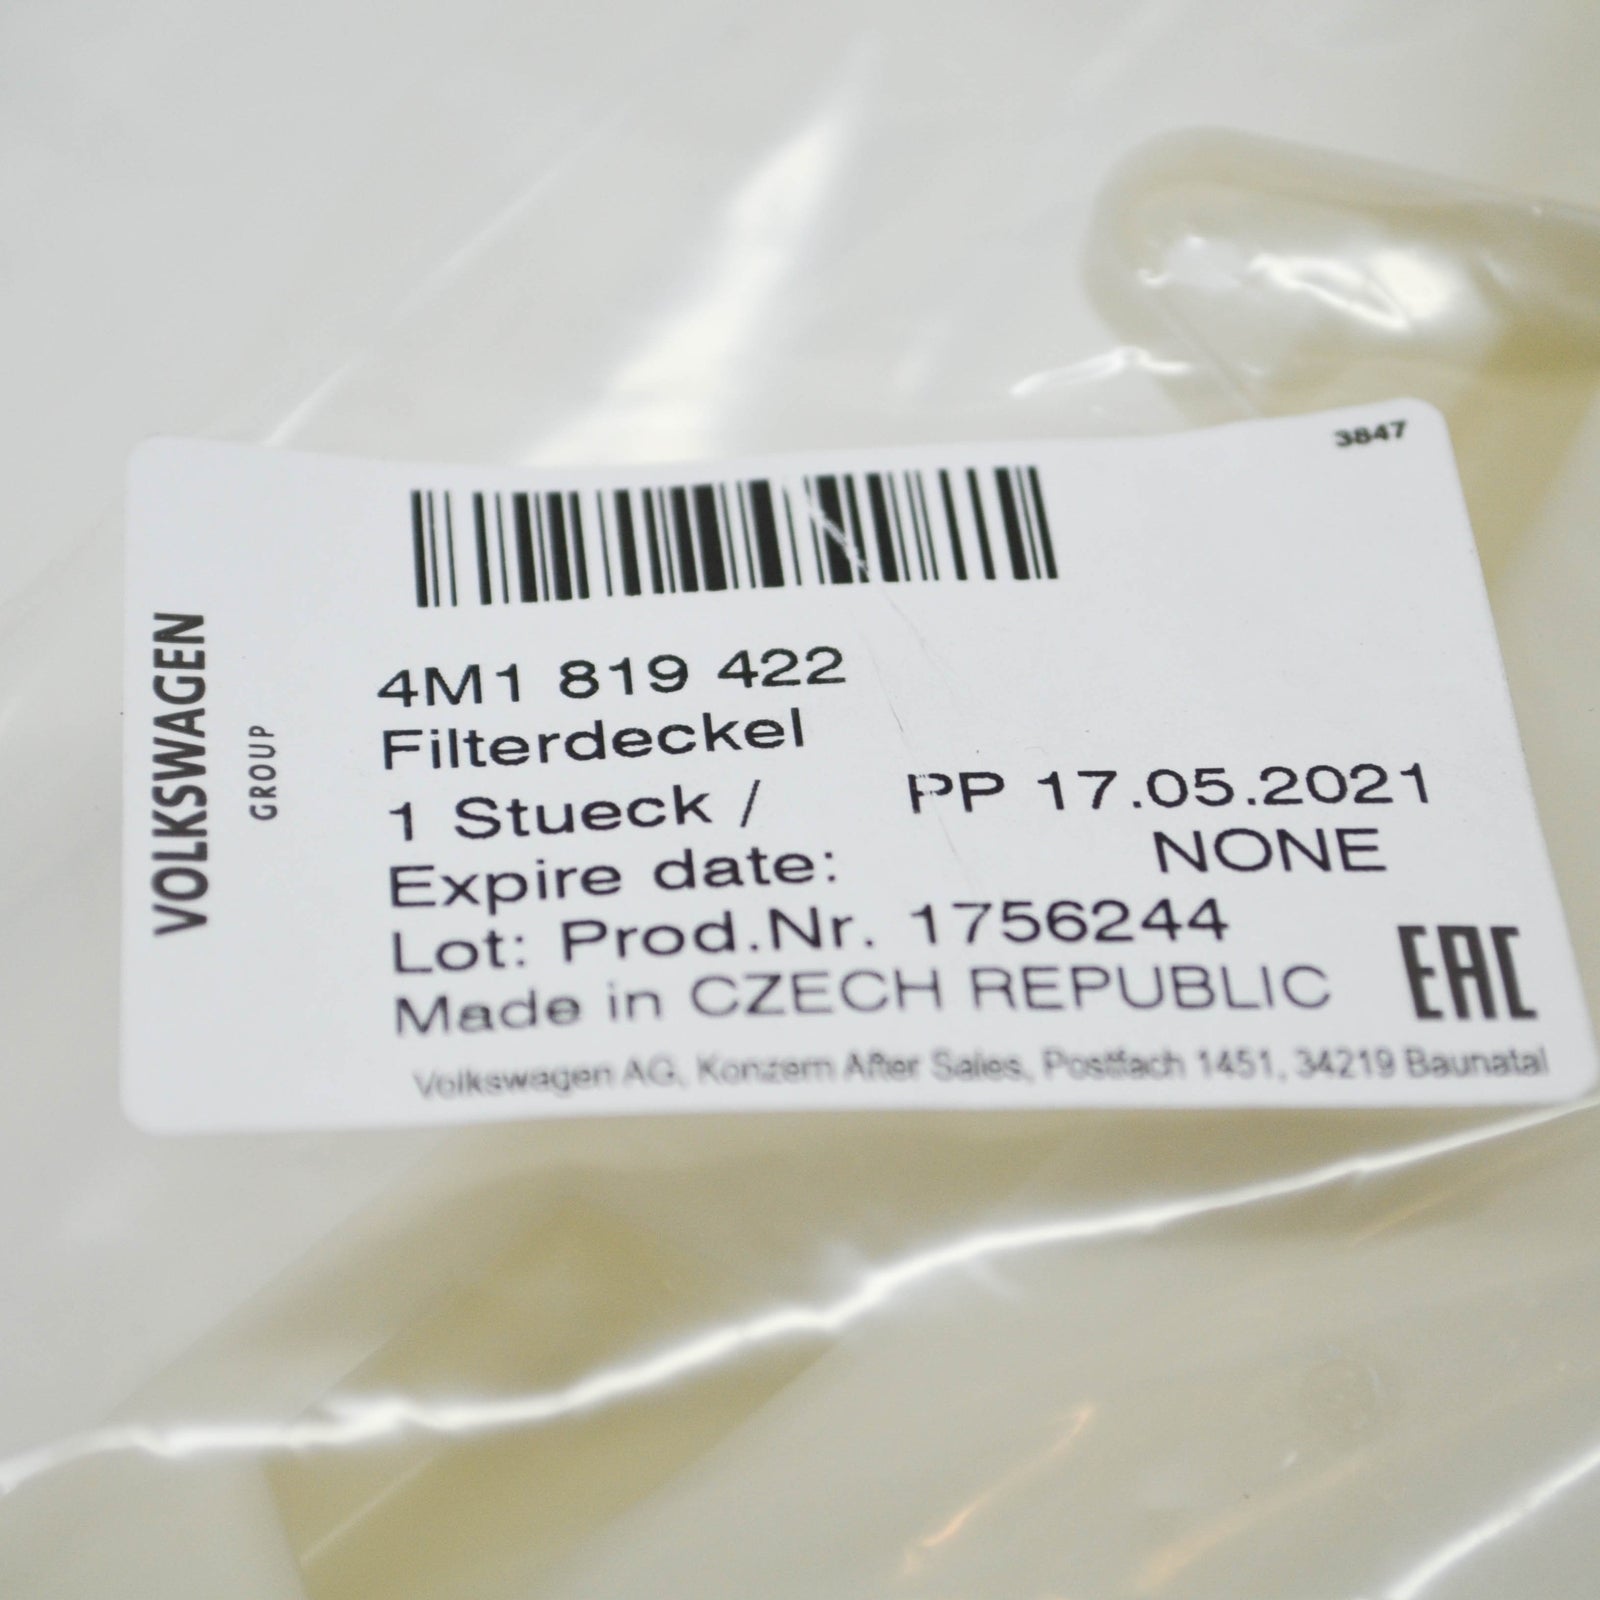 3847
VOLKSWAGEN
GROUP
4M1 819 422
Filterdeckel
1 Stueck / PP 17.05.2021
Expire date: NONE
Lot: Prod.Nr. 1756244
Made in CZECH REPUBLIC
EAC
Volkswagen AG, Konzern After Sales, Postfach 1451, 34219 Baunatal